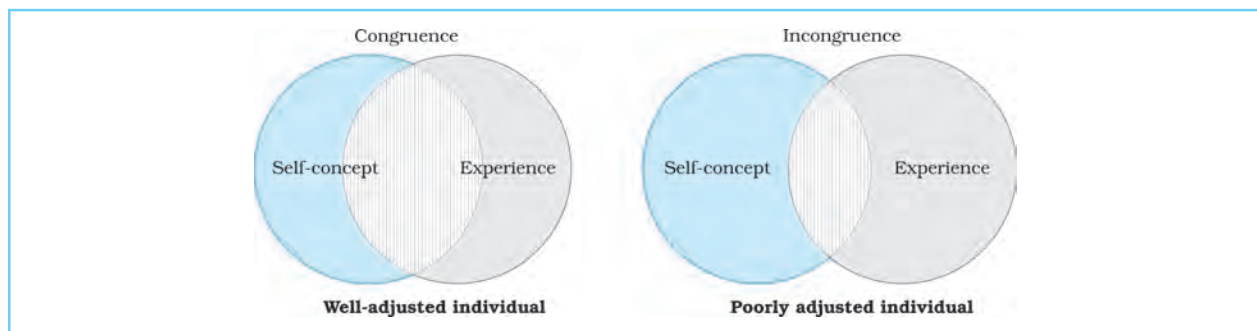 Congruence
Self-concept
Experience
Well-adjusted individual
Incongruence
Self-concept
Experience
Poorly adjusted individual